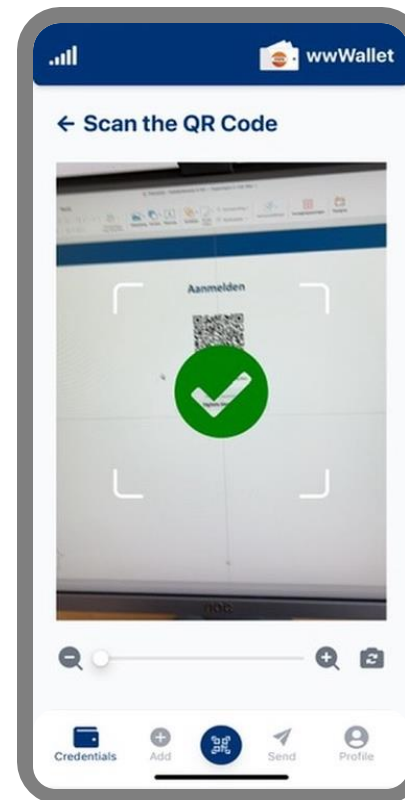 wwWallet
← Scan the QR Code
Aanmelden
Credentials
Add
Send
Profile